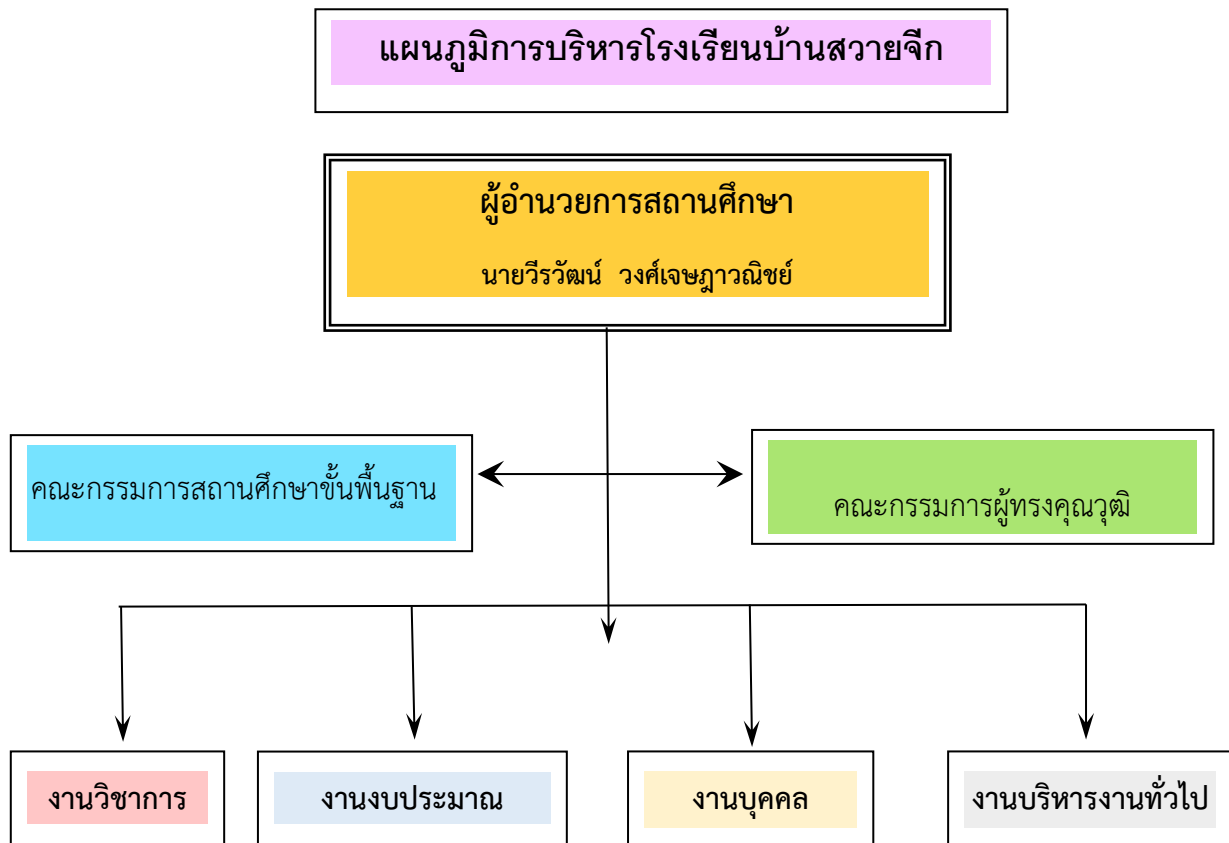 แผนภูมิการบริหารโรงเรียนบ้านสวายจีก
ผู้อำนวยการสถานศึกษา
นายวีรวัฒน์ วงศ์เจษฎาวณิชย์
คณะกรรมการสถานศึกษาขั้นพื้นฐาน
คณะกรรมการผู้ทรงคุณวุฒิ
งานวิชาการ
งานงบประมาณ
งานบุคคล
งานบริหารงานทั่วไป